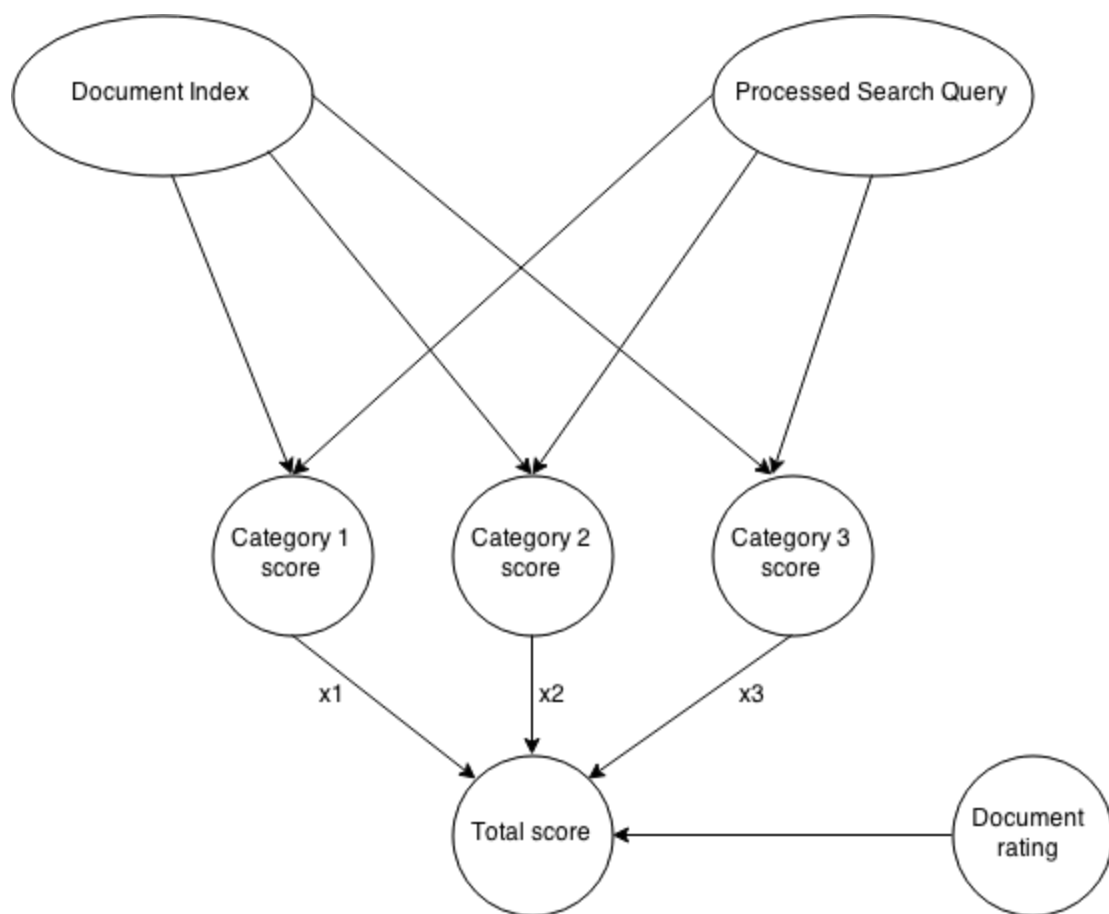 Document Index
Processed Search Query
Category 1
score
Category 2
score
Category 3
score
x1
x2
x3
Total score
Document
rating